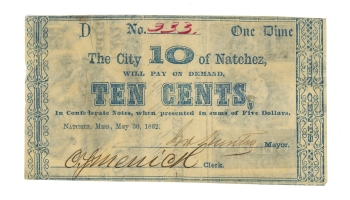 D No. 933. One Dime
The City 10 of Natchez,
WILL PAY ON DEMAND,
TEN CENTS,
In Confederate Notes, when presented in sums of Five Dollars.
NATCHEZ, MISS, May 30, 1862.
Mayor.
Clerk.